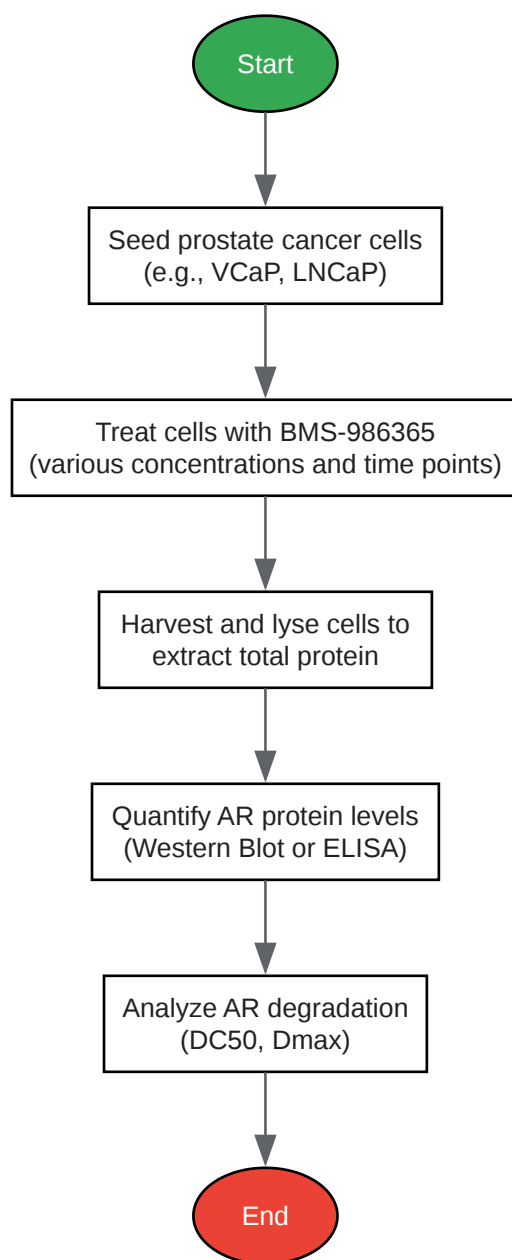 Start
Seed prostate cancer cells
(e.g., VCaP, LNCaP)
Treat cells with BMS-986365
(various concentrations and time points)
Harvest and lyse cells to
extract total protein
Quantify AR protein levels
(Western Blot or ELISA)
Analyze AR degradation
(DC50, Dmax)
End